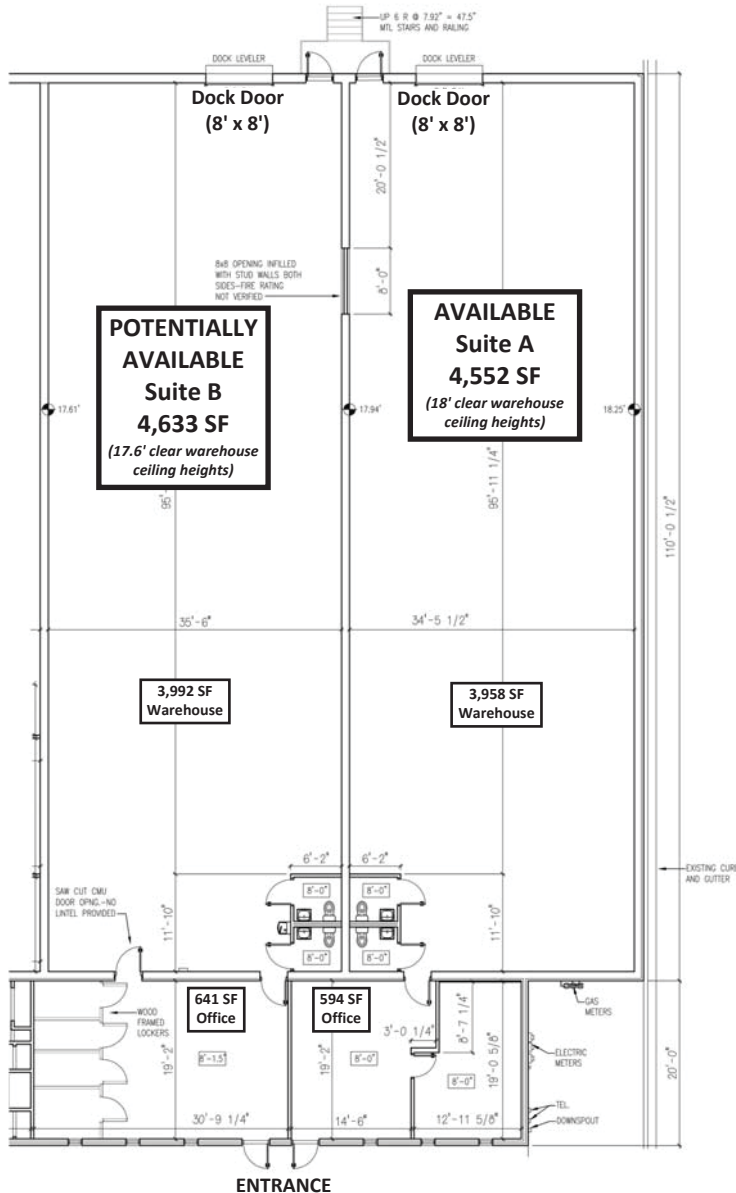 UP 6 R @ 7.92" = 47.5"
MTL STAIRS AND RAILING
DOCK LEVELER
DOCK LEVELER
Dock Door
(8' x 8')
Dock Door
(8' x 8')
20'-0 1/2"
8x8 OPENING INFILLED
WITH STUD WALLS BOTH
SIDES-FIRE RATING
NOT VERIFIED
8'-0"
POTENTIALLY
AVAILABLE
Suite B
4,633 SF
(17.6' clear warehouse
ceiling heights)
AVAILABLE
Suite A
4,552 SF
(18' clear warehouse
ceiling heights)
17.61'
17.94'
18.25'
95'-11 1/4"
110'-0 1/2"
35'-6"
34'-5 1/2"
3,992 SF
Warehouse
3,958 SF
Warehouse
6'-2"
6'-2"
EXISTING CURB
AND GUTTER
SAW CUT CMU
DOOR OPNG.-NO
LINTEL PROVIDED
11'-10"
8'-0"
8'-0"
11'-10"
8'-0"
8'-0"
641 SF
Office
594 SF
Office
WOOD
FRAMED
LOCKERS
3'-0 1/4"
8'-7 1/4"
GAS
METERS
ELECTRIC
METERS
19'-2"
8'-1.5"
19'-2"
8'-0"
8'-0"
19'-0 5/8"
20'-0"
TEL.
DOWNSPOUT
30'-9 1/4"
14'-6"
12'-11 5/8"
ENTRANCE